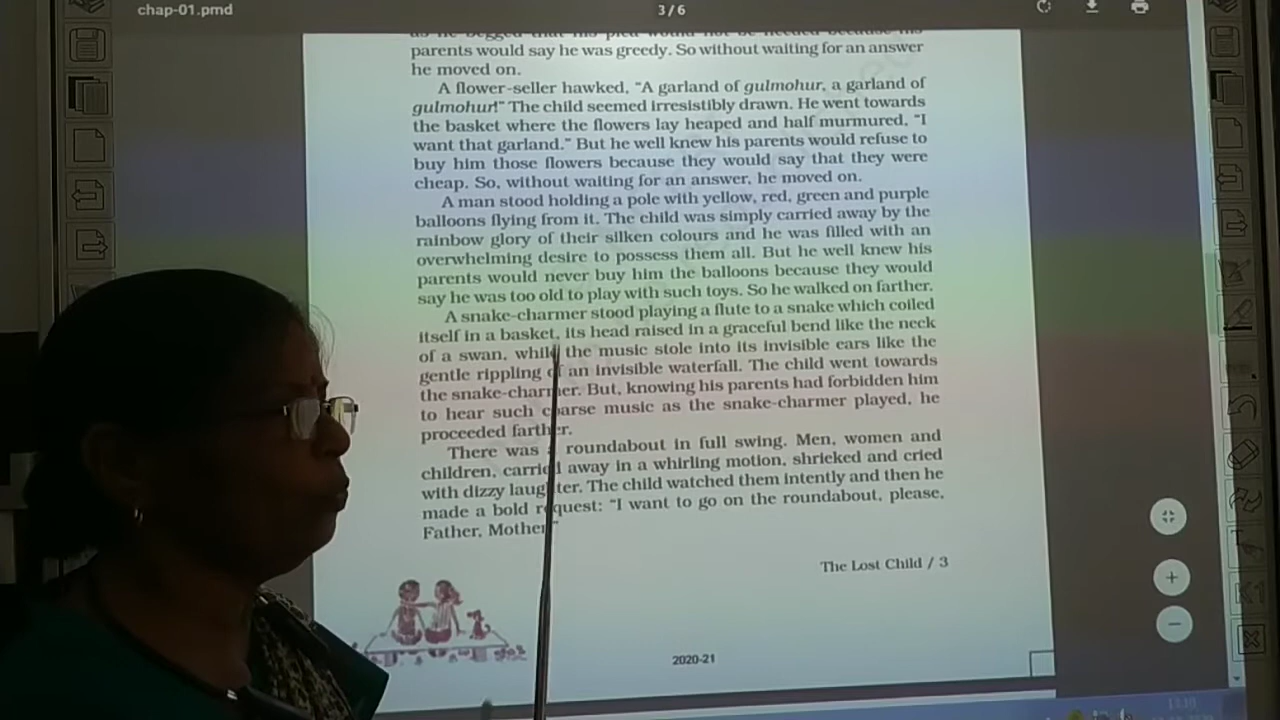 chap-01.pmd
3/6
as he begged that his plea would not be heeded because his
parents would say he was greedy. So without waiting for an answer
he moved on.
A flower-seller hawked, “A garland of gulmohur, a garland of
gulmohur!” The child seemed irresistibly drawn. He went towards
the basket where the flowers lay heaped and half murmured, “I
want that garland.” But he well knew his parents would refuse to
buy him those flowers because they would say that they were
cheap. So, without waiting for an answer, he moved on.
A man stood holding a pole with yellow, red, green and purple
balloons flying from it. The child was simply carried away by the
rainbow glory of their silken colours and he was filled with an
overwhelming desire to possess them all. But he well knew his
parents would never buy him the balloons because they would
say he was too old to play with such toys. So he walked on farther.
A snake-charmer stood playing a flute to a snake which coiled
itself in a basket, its head raised in a graceful bend like the neck
of a swan, while the music stole into its invisible ears like the
gentle rippling of an invisible waterfall. The child went towards
the snake-charmer. But, knowing his parents had forbidden him
to hear such coarse music as the snake-charmer played, he
proceeded farther.
There was a roundabout in full swing. Men, women and
children, carried away in a whirling motion, shrieked and cried
with dizzy laughter. The child watched them intently and then he
made a bold request: “I want to go on the roundabout, please,
Father, Mother.”
The Lost Child / 3
2020-21